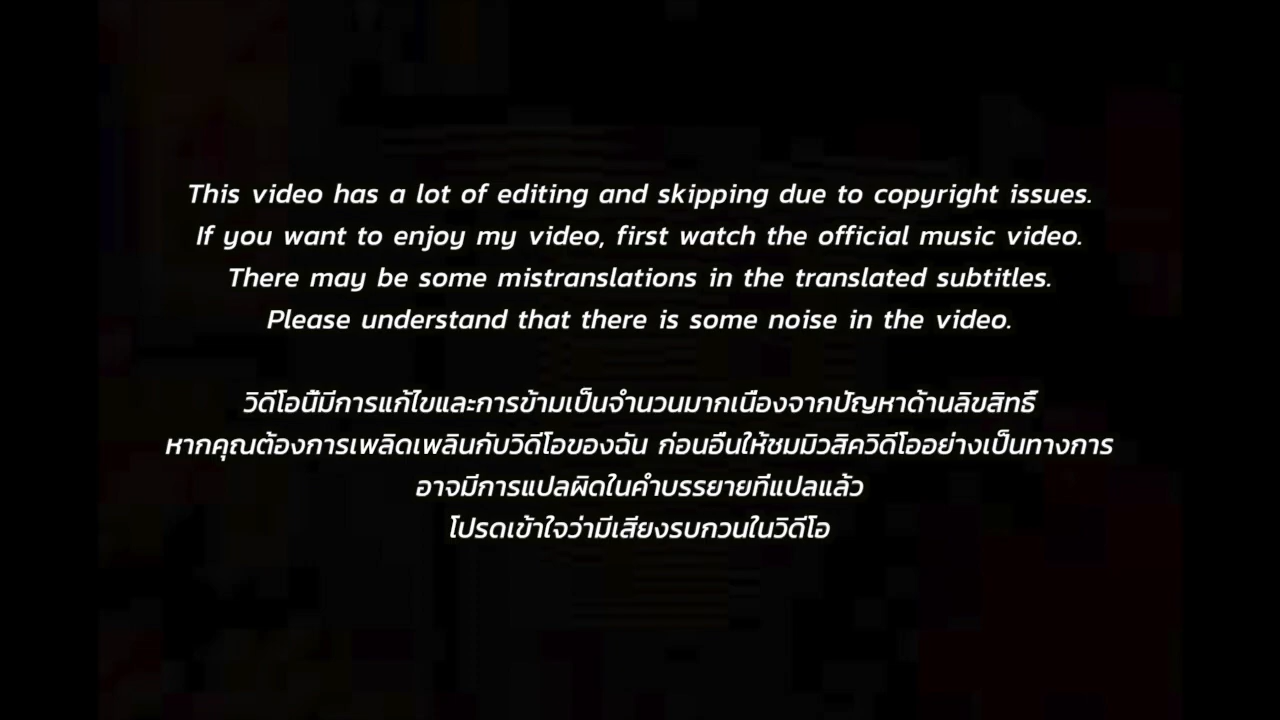 This video has a lot of editing and skipping due to copyright issues.
If you want to enjoy my video, first watch the official music video.
There may be some mistranslations in the translated subtitles.
Please understand that there is some noise in the video.
วิดีโอนี้มีการแก้ไขและการข้ามเป็นจำนวนมากเนื่องจากปัญหาด้านลิขสิทธิ์
หากคุณต้องการเพลิดเพลินกับวิดีโอของฉัน ก่อนอื่นให้ชมมิวสิควิดีโออย่างเป็นทางการ
อาจมีการแปลผิดในคำบรรยายที่แปลแล้ว
โปรดเข้าใจว่ามีเสียงรบกวนในวิดีโอ